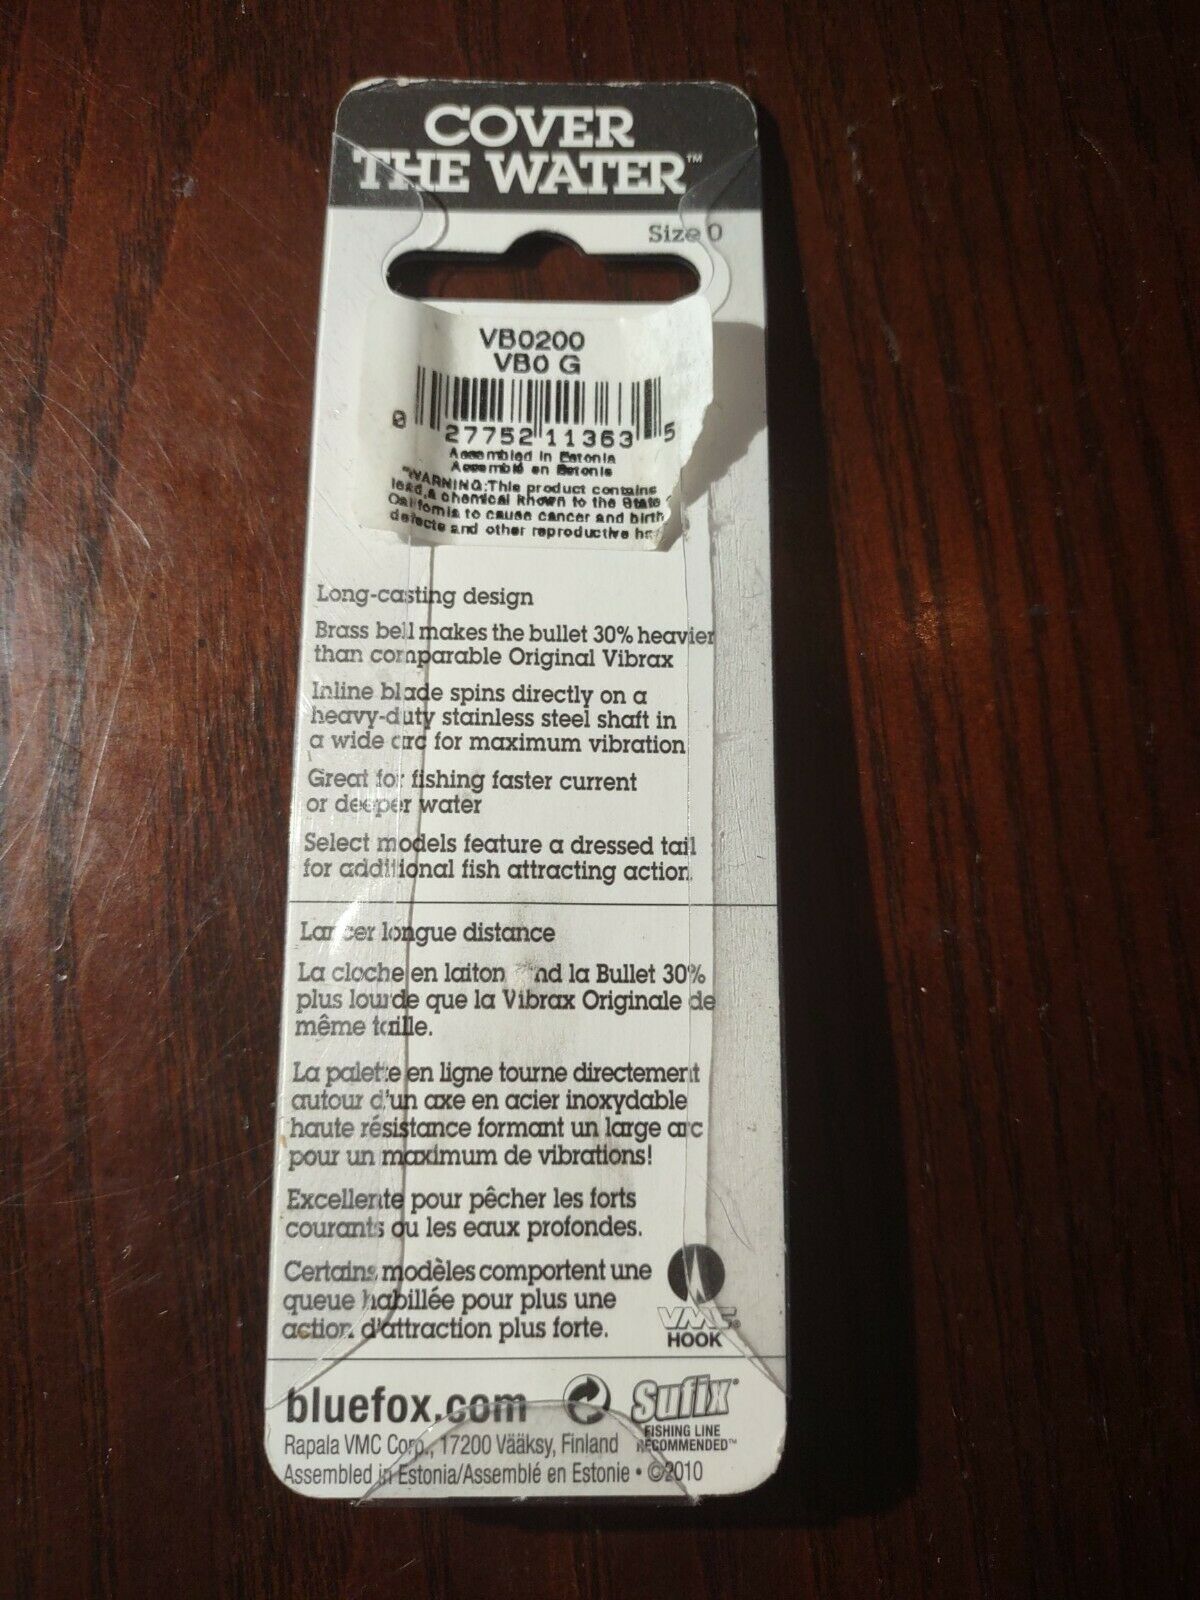 COVER
THE WATER™
Size 0
VB0200
VB0 G
0 27752 11363 5
Assembled in Estonia
Assemblé en Estonie
"WARNING:This product contains
lead,a chemical known to the State
California to cause cancer and birth
defects and other reproductive
Long-casting design
Brass bell makes the bullet 30% heavier
than comparable Original Vibrax
Inline blade spins directly on a
heavy-duty stainless steel shaft in
a wide arc for maximum vibration
Great for fishing faster current
or deeper water
Select models feature a dressed tail
for additional fish attracting action.
Lancer longue distance
La cloche en laiton la Bullet 30%
plus lourde que la Vibrax Originale de
même taille.
La palette en ligne tourne directement
autour d'un axe en acier inoxydable
haute résistance formant un large arc
pour un maximum de vibrations!
Excellente pour pêcher les forts
courants ou les eaux profondes.
Certains modèles comportent une
queue habillée pour plus une
action d'attraction plus forte.
VMC®
HOOK
bluefox.com
Sufix®
FISHING LINE
RECOMMENDED™
Rapala VMC Corp., 17200 Vääksy, Finland
Assembled in Estonia/Assemblé en Estonie • ©2010